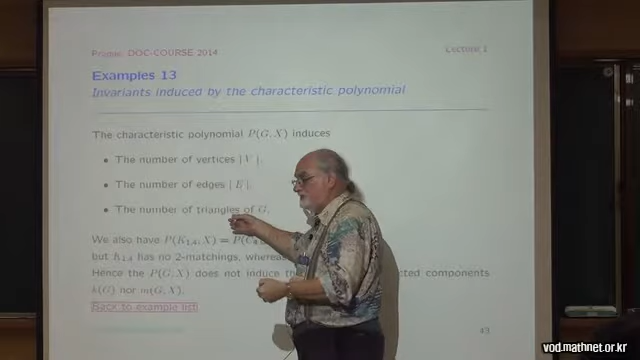 Prague, DOC-COURSE 2014
Lecture 1
Examples 13
Invariants induced by the characteristic polynomial
The characteristic polynomial P(G, X) induces
• The number of vertices |V|,
• The number of edges |E|,
• The number of triangles of G.
We also have P(K₁,₄, X) = P(C₄
but K₁,₄ has no 2-matchings, whereas
Hence the P(G, X) does not induce the components
k(G) nor m(G, X).
Back to example list
43
vod.mathnet.or.kr